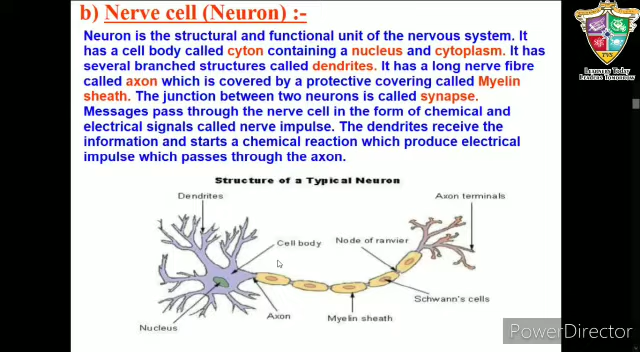 b) Nerve cell (Neuron) :-
Neuron is the structural and functional unit of the nervous system. It
has a cell body called cyton containing a nucleus and cytoplasm. It has
several branched structures called dendrites. It has a long nerve fibre
called axon which is covered by a protective covering called Myelin
sheath. The junction between two neurons is called synapse.
Messages pass through the nerve cell in the form of chemical and
electrical signals called nerve impulse. The dendrites receive the
information and starts a chemical reaction which produce electrical
impulse which passes through the axon.
Learners Today
Leaders Tomorrow
Structure of a Typical Neuron
Dendrites
Axon terminals
Cell body
Node of ranvier
Schwann's cells
Axon
Myelin sheath
Nucleus
PowerDirector